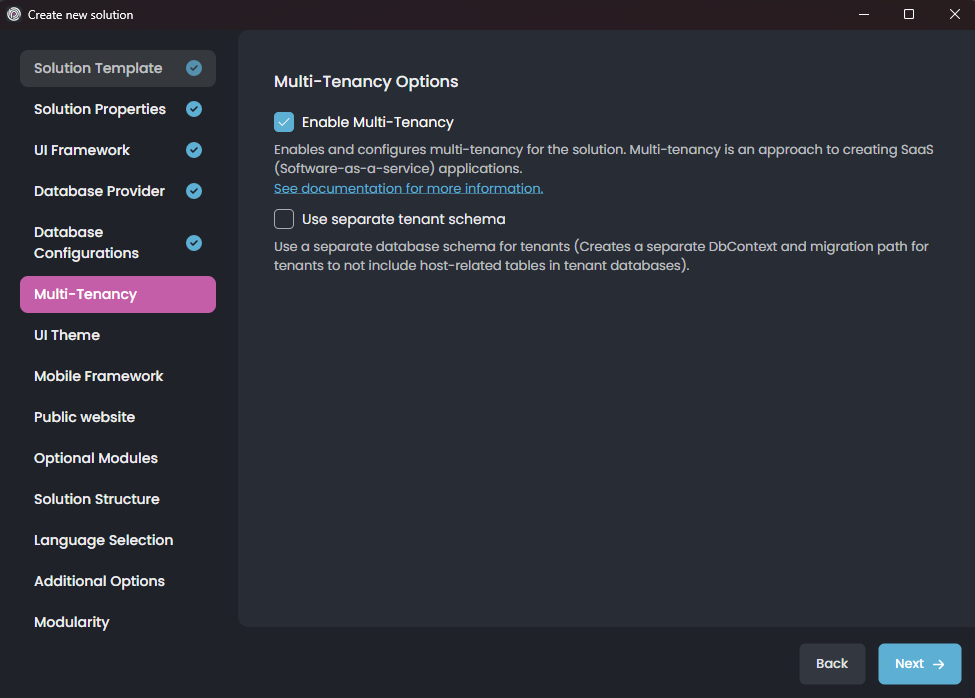 Create new solution
Solution Template
Solution Properties
UI Framework
Database Provider
Database
Configurations
Multi-Tenancy
UI Theme
Mobile Framework
Public website
Optional Modules
Solution Structure
Language Selection
Additional Options
Modularity
Multi-Tenancy Options
Enable Multi-Tenancy
Enables and configures multi-tenancy for the solution. Multi-tenancy is an approach to creating SaaS
(Software-as-a-service) applications.
See documentation for more information.
Use separate tenant schema
Use a separate database schema for tenants (Creates a separate DbContext and migration path for
tenants to not include host-related tables in tenant databases).
Back
Next →